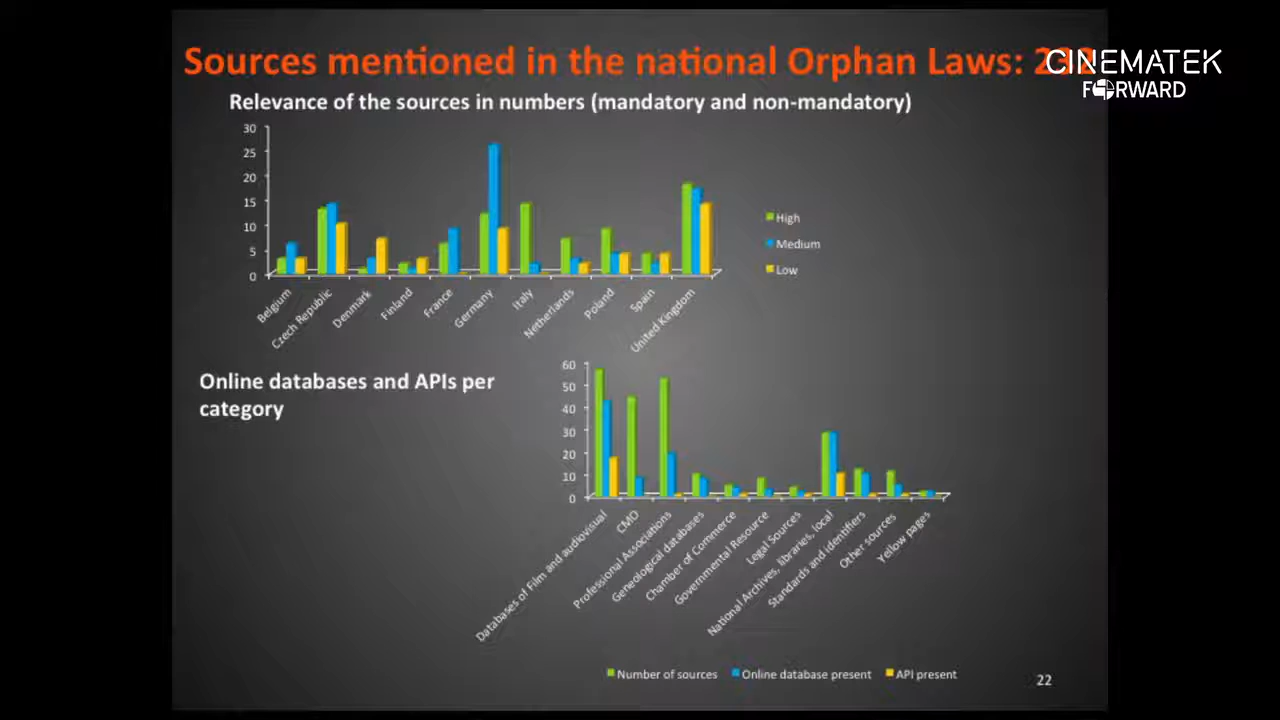 Sources mentioned in the national Orphan Laws:
CINEMATEK
FORWARD
Relevance of the sources in numbers (mandatory and non-mandatory)
30
25
20
15
10
5
0
High
Medium
Low
Belgium
Czech Republic
Denmark
Finland
France
Germany
Italy
Netherlands
Poland
Spain
United Kingdom
Online databases and APIs per
category
60
50
40
30
20
10
0
Databases of Film and audiovisual
CMO
Professional Associations
Geneological databases
Chamber of Commerce
Governmental Resource
Legal Sources
National Archives, libraries, local
Standards and identifiers
Other sources
Yellow pages
Number of sources
Online database present
API present
22